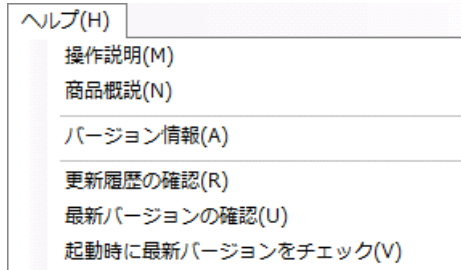 ヘルプ(H)
操作説明(M)
商品概説(N)
バージョン情報(A)
更新履歴の確認(R)
最新バージョンの確認(U)
起動時に最新バージョンをチェック(V)